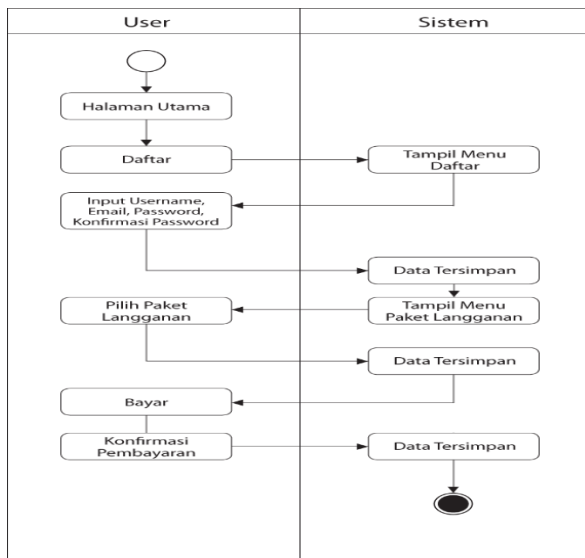 User
Sistem
Halaman Utama
Daftar
Tampil Menu
Daftar
Input Username,
Email, Password,
Konfirmasi Password
Data Tersimpan
Tampil Menu
Paket Langganan
Pilih Paket
Langganan
Data Tersimpan
Bayar
Konfirmasi
Pembayaran
Data Tersimpan